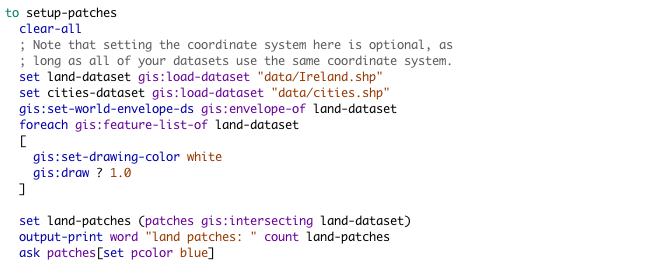 to setup-patches
clear-all
; Note that setting the coordinate system here is optional, as
; long as all of your datasets use the same coordinate system.
set land-dataset gis:load-dataset "data/Ireland.shp"
set cities-dataset gis:load-dataset "data/cities.shp"
gis:set-world-envelope-ds gis:envelope-of land-dataset
foreach gis:feature-list-of land-dataset
[
gis:set-drawing-color white
gis:draw ? 1.0
]
set land-patches (patches gis:intersecting land-dataset)
output-print word "land patches: " count land-patches
ask patches[set pcolor blue]